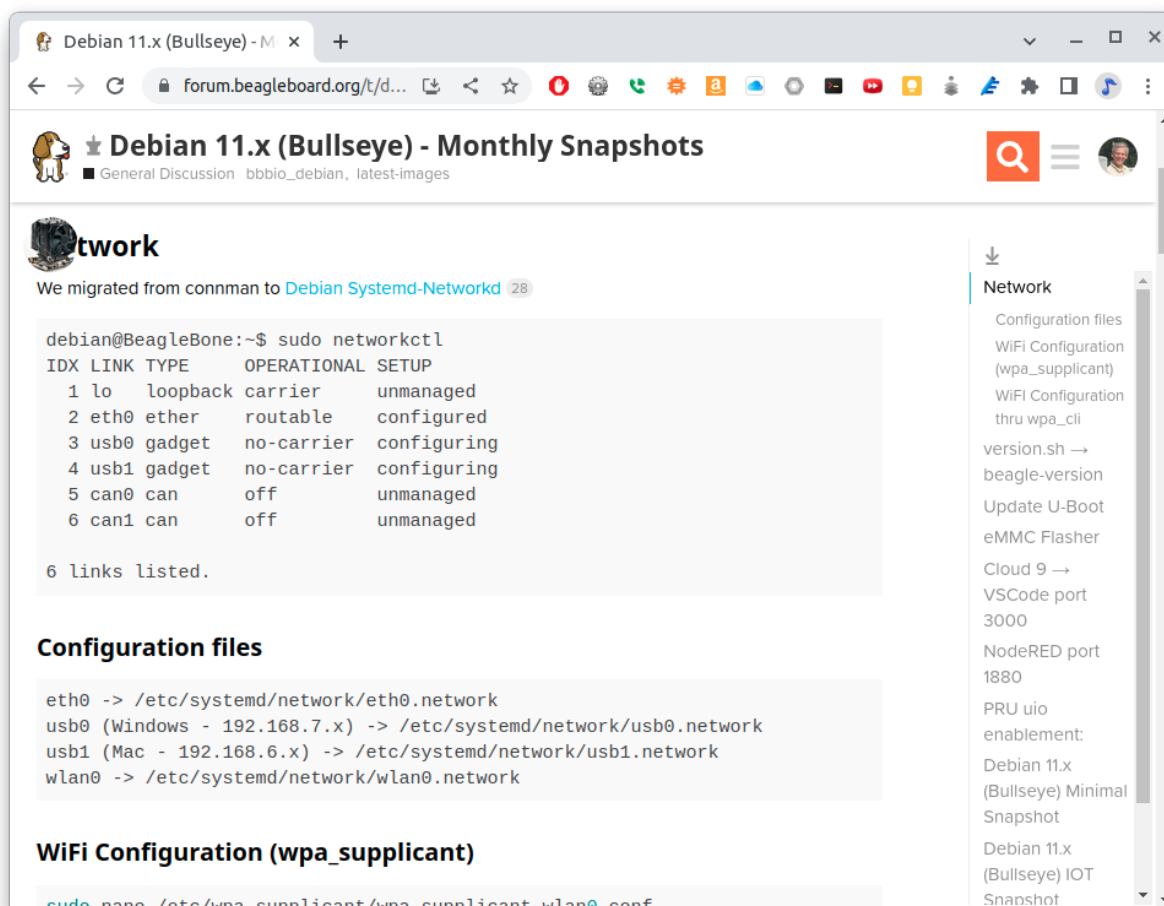 Debian 11.x (Bullseye) - M
forum.beagleboard.org/t/d...
Debian 11.x (Bullseye) - Monthly Snapshots
General Discussion bbbio_debian, latest-images
twork
We migrated from connman to Debian Systemd-Networkd 28
debian@BeagleBone:~$ sudo networkctl
IDX LINK TYPE OPERATIONAL SETUP
1 lo loopback carrier unmanaged
2 eth0 ether routable configured
3 usb0 gadget no-carrier configuring
4 usb1 gadget no-carrier configuring
5 can0 can off unmanaged
6 can1 can off unmanaged
6 links listed.
Configuration files
eth0 -> /etc/systemd/network/eth0.network
usb0 (Windows - 192.168.7.x) -> /etc/systemd/network/usb0.network
usb1 (Mac - 192.168.6.x) -> /etc/systemd/network/usb1.network
wlan0 -> /etc/systemd/network/wlan0.network
WiFi Configuration (wpa_supplicant)
sudo nano /etc/wpa_supplicant/wpa_supplicant-wlan0.conf
Network
Configuration files
WiFi Configuration
(wpa_supplicant)
WiFI Configuration
thru wpa_cli
version.sh →
beagle-version
Update U-Boot
eMMC Flasher
Cloud 9 →
VSCode port
3000
NodeRED port
1880
PRU uio
enablement:
Debian 11.x
(Bullseye) Minimal
Snapshot
Debian 11.x
(Bullseye) IOT
Snapshot